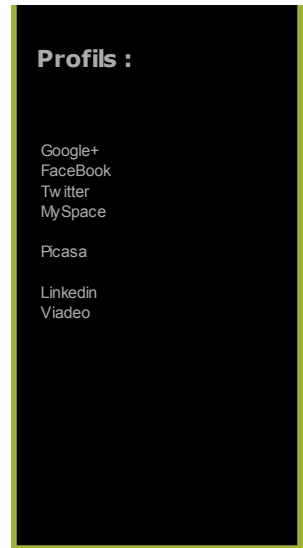 Profils :
Google+
FaceBook
Twitter
MySpace
Picasa
Linkedin
Viadeo